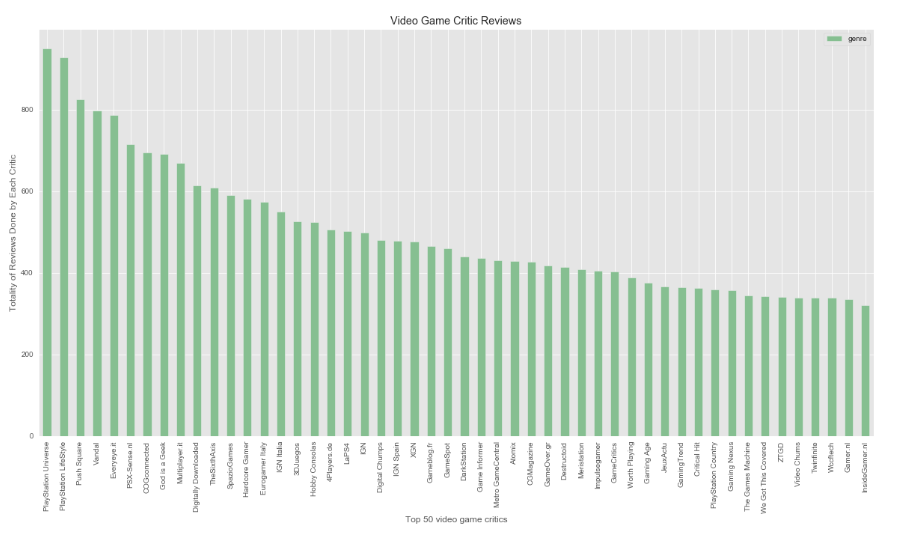 Video Game Critic Reviews
genre
Totality of Reviews Done by Each Critic
800
600
400
200
0
PlayStation Universe
PlayStation LifeStyle
Push Square
Vandal
Everyeye.it
PSX-Sense.nl
COGconnected
God is a Geek
Multiplayer.it
Digitally Downloaded
TheSixthAxis
SpazioGames
Hardcore Gamer
Eurogamer Italy
IGN Italia
3DJuegos
Hobby Consolas
4Players.de
LaPS4
IGN
Digital Chumps
IGN Spain
XGN
Gameblog.fr
GameSpot
DarkStation
Game Informer
Metro GameCentral
Atomix
CGMagazine
GameOver.gr
Destructoid
Meristation
Impulsegamer
GameCritics
Worth Playing
Gaming Age
JeuxActu
GamingTrend
Critical Hit
PlayStation Country
Gaming Nexus
The Games Machine
We Got This Covered
ZTGD
Video Chums
Twinfinite
Wccftech
Gamer.nl
InsideGamer.nl
Top 50 video game critics